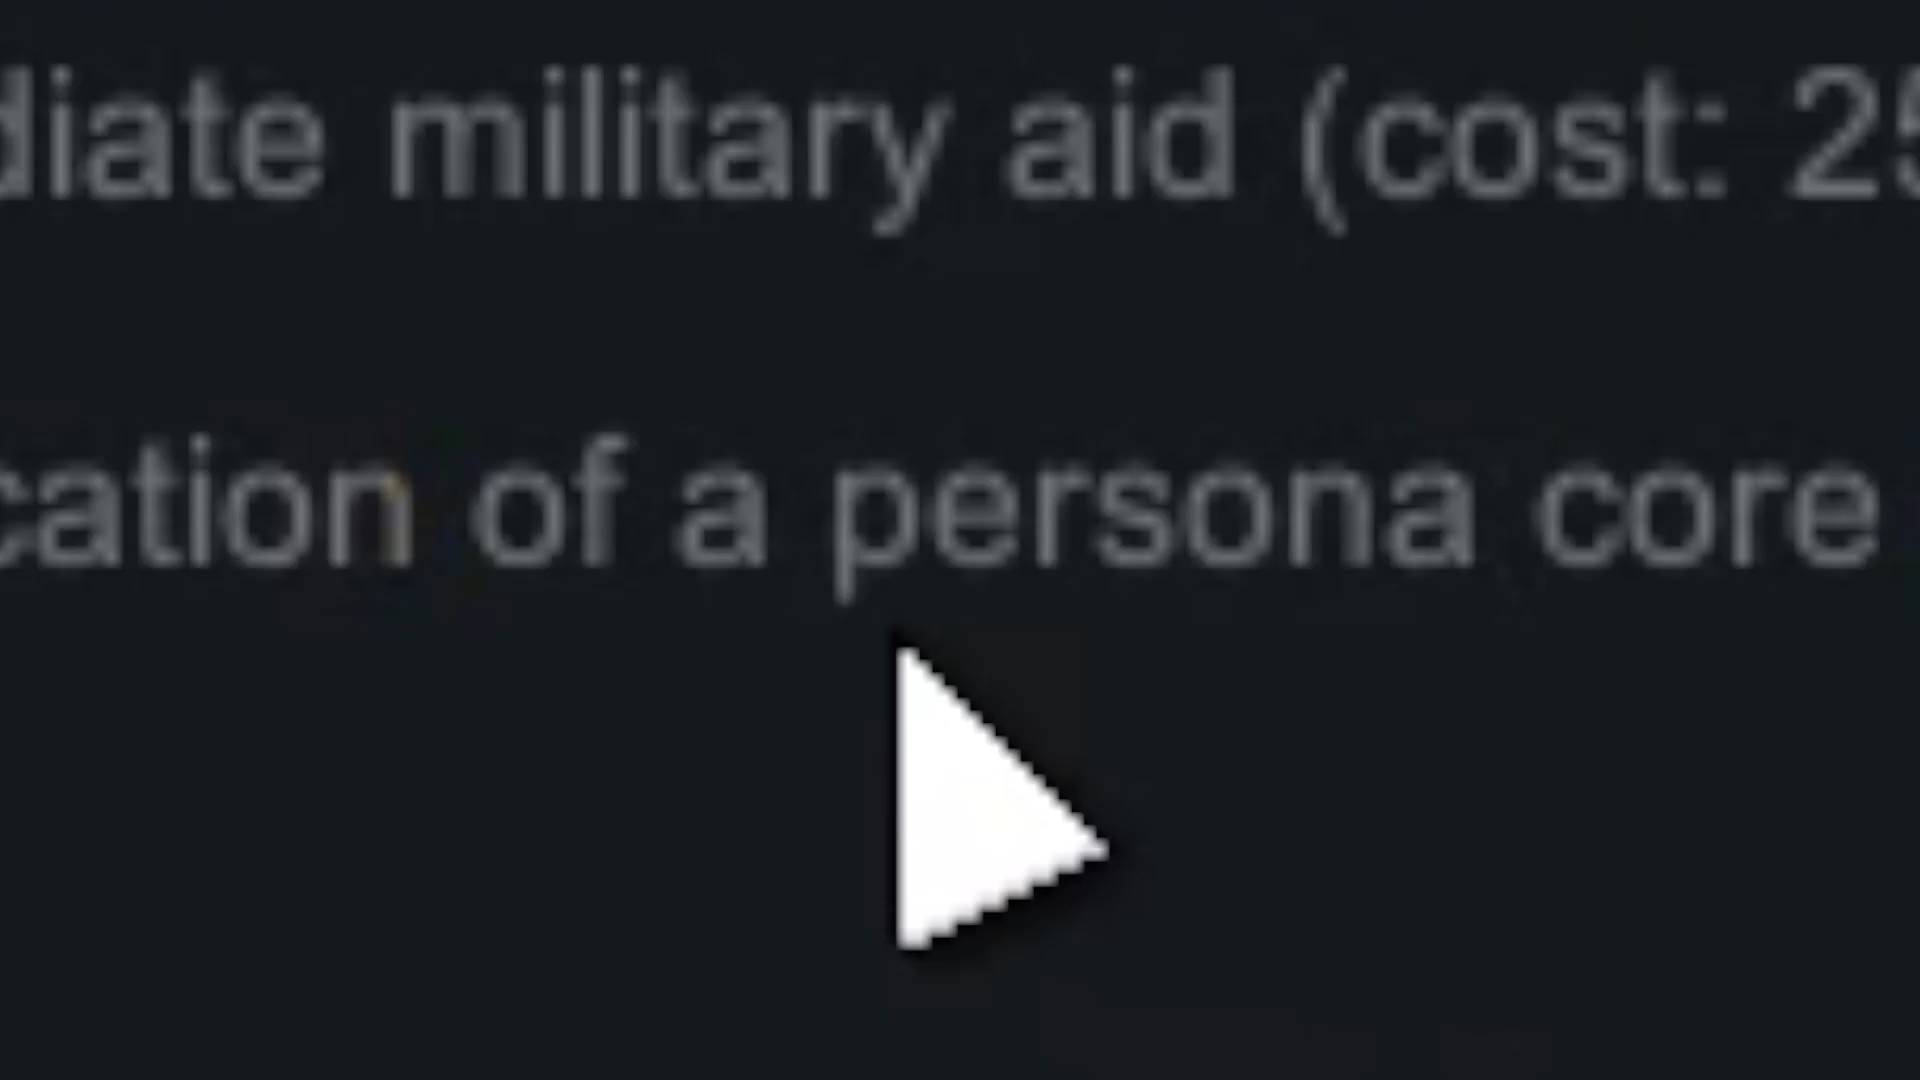 diate military aid (cost: 25
cation of a persona core